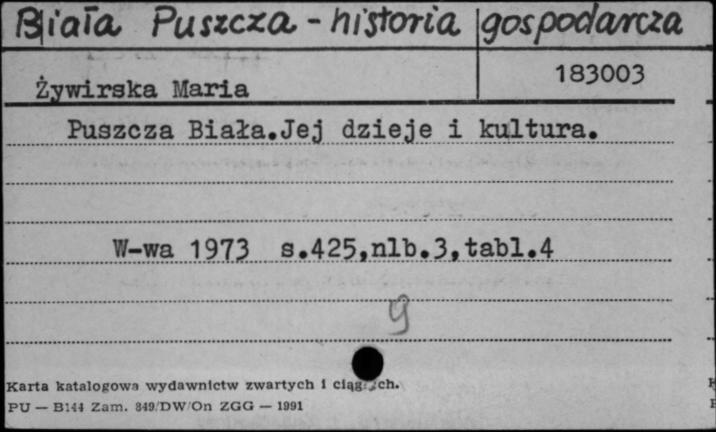 Biała Puszcza - historia gospodarcza
183003
Żywirska Maria
Puszcza Biała.Jej dzieje i kultura.
W-wa 1973 s.425,nlb.3,tabl.4
9
Karta katalogowa wydawnictw zwartych i
PU — B144 Zam. 849/DW/On ZGG — 1991